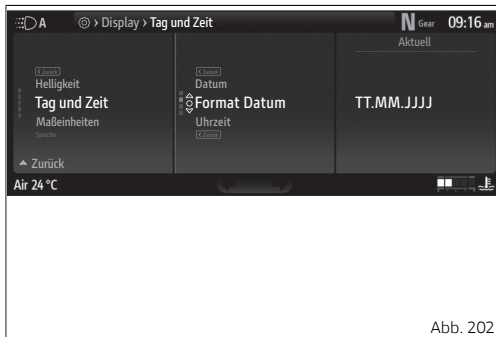 A › Display › Tag und Zeit N Gear 09:16 am
Aktuell
Zurück
Helligkeit
Tag und Zeit
Maßeinheiten
Sprache
Zurück
Datum
Format Datum
Uhrzeit
Zurück
TT.MM.JJJJ
Zurück
Air 24 °C
Abb. 202